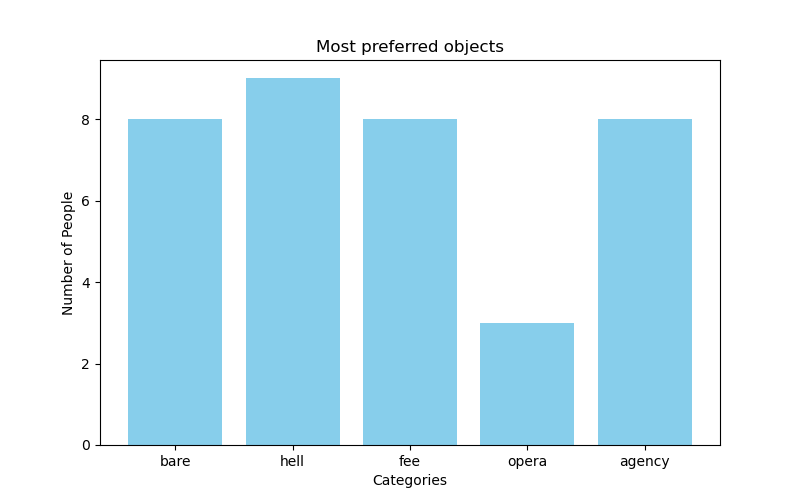 Most preferred objects
Number of People
8
6
4
2
0
bare hell fee opera agency
Categories